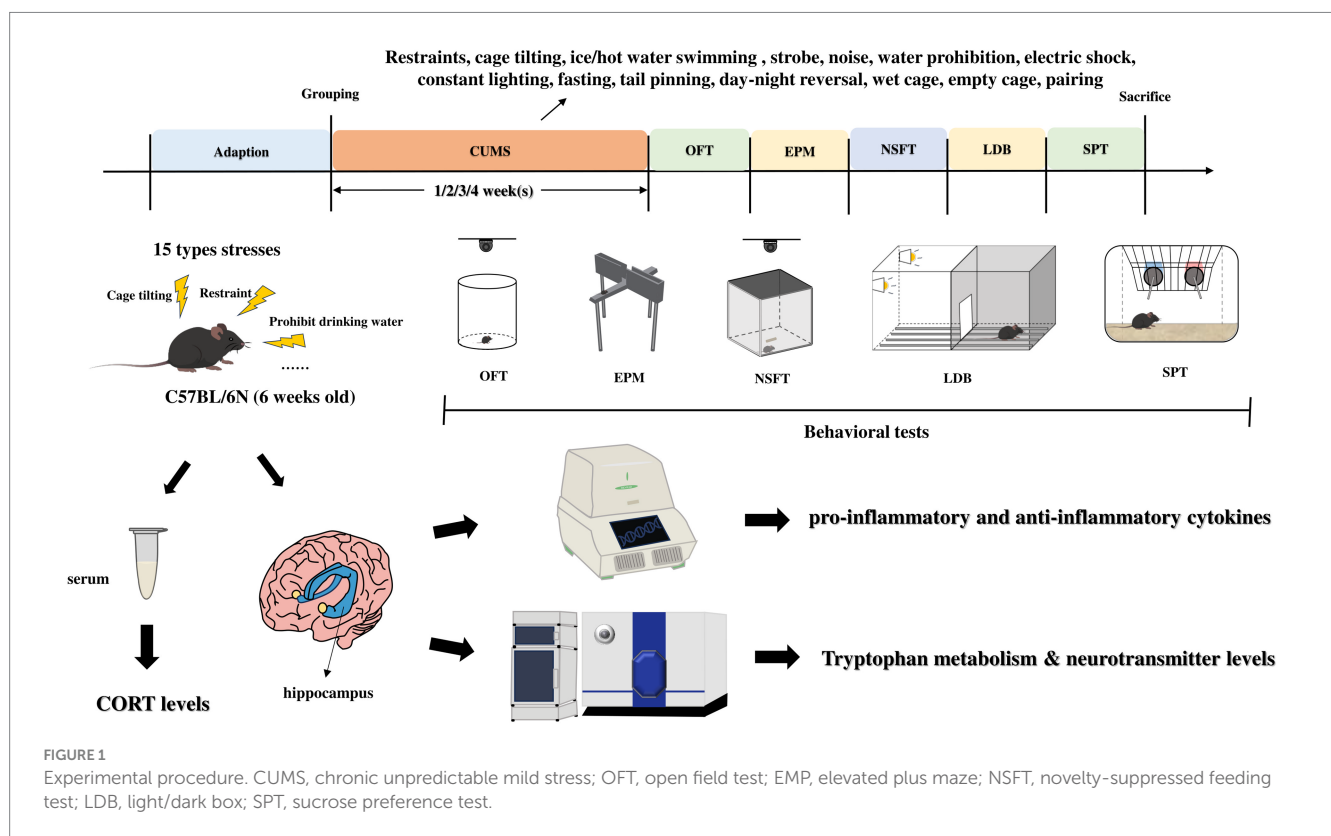 Restraints, cage tilting, ice/hot water swimming , strobe, noise, water prohibition, electric shock,
constant lighting, fasting, tail pinning, day-night reversal, wet cage, empty cage, pairing
Grouping
Sacrifice
Adaption
CUMS
OFT
EPM
NSFT
LDB
SPT
1/2/3/4 week(s)
15 types stresses
Cage tilting
Restraint
Prohibit drinking water
......
C57BL/6N (6 weeks old)
OFT
EPM
NSFT
LDB
SPT
Behavioral tests
serum
CORT levels
hippocampus
pro-inflammatory and anti-inflammatory cytokines
Tryptophan metabolism & neurotransmitter levels
FIGURE 1
Experimental procedure. CUMS, chronic unpredictable mild stress; OFT, open field test; EMP, elevated plus maze; NSFT, novelty-suppressed feeding
test; LDB, light/dark box; SPT, sucrose preference test.